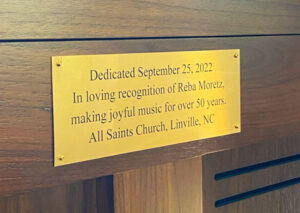 Dedicated September 25, 2022
In loving recognition of Reba Moretz,
making joyful music for over 50 years.
All Saints Church, Linville, NC